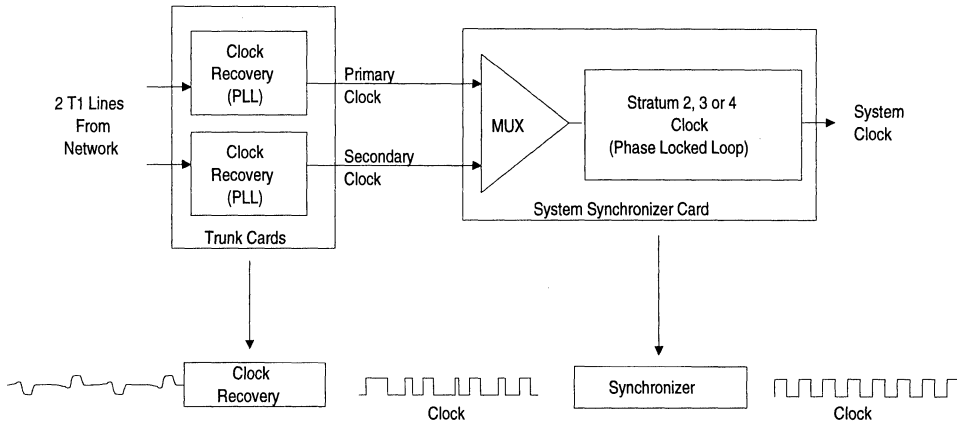 Clock
Recovery
(PLL)
Primary
Clock
2 T1 Lines
From
Network
Clock
Recovery
(PLL)
Secondary
Clock
Trunk Cards
MUX
Stratum 2, 3 or 4
Clock
(Phase Locked Loop)
System
Clock
System Synchronizer Card
Clock
Recovery
Clock
Synchronizer
Clock